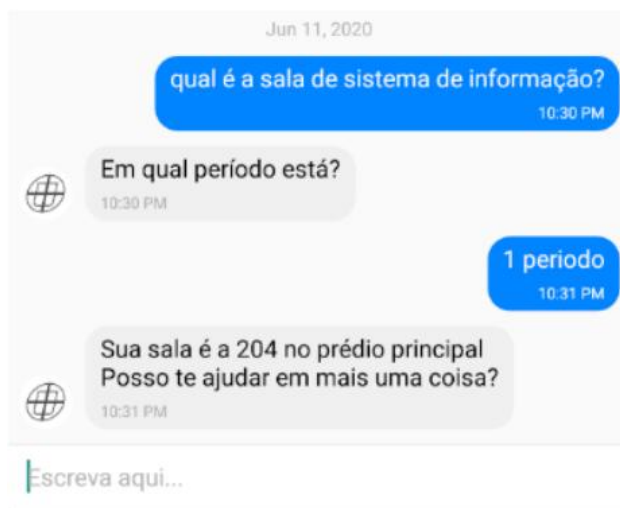 Jun 11, 2020
qual é a sala de sistema de informação?
10:30 PM
Em qual período está?
10:30 PM
1 periodo
10:31 PM
Sua sala é a 204 no prédio principal
Posso te ajudar em mais uma coisa?
10:31 PM
Escreva aqui...